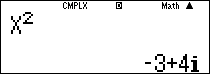 CMPLX D Math ▲
X²
-3+4i